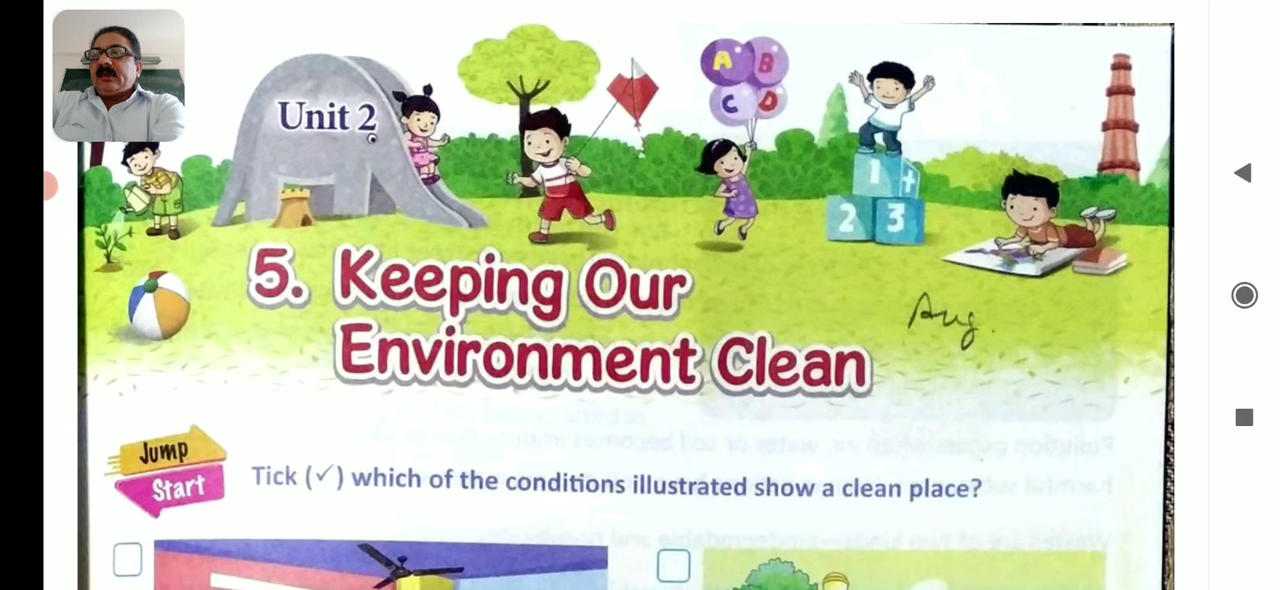 Unit 2
A B
C D
1 +
2 3
5. Keeping Our
Environment Clean
Aug.
Jump
Start
Tick (✓) which of the conditions illustrated show a clean place?